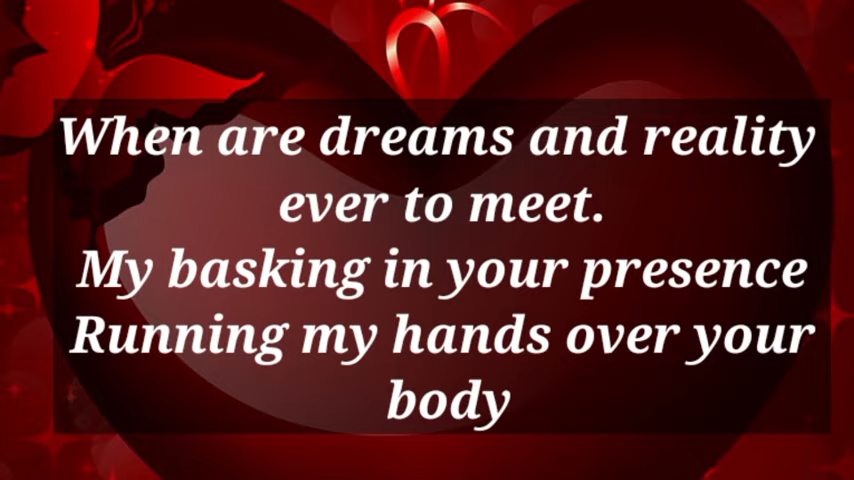 When are dreams and reality
ever to meet.
My basking in your presence
Running my hands over your
body